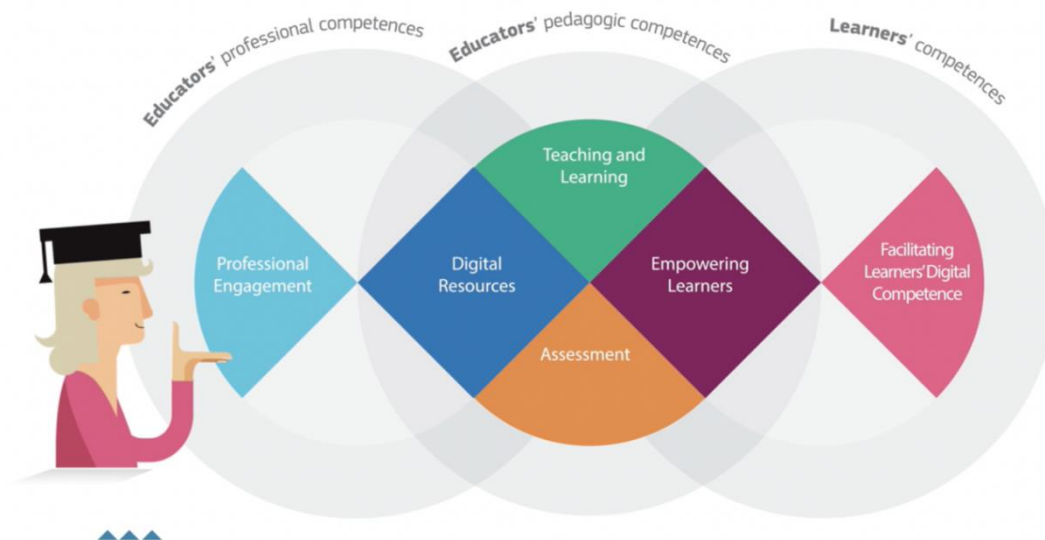 Educators' professional competences
Educators' pedagogic competences
Learners' competences
Professional
Engagement
Digital
Resources
Teaching and
Learning
Assessment
Empowering
Learners
Facilitating
Learners' Digital
Competence